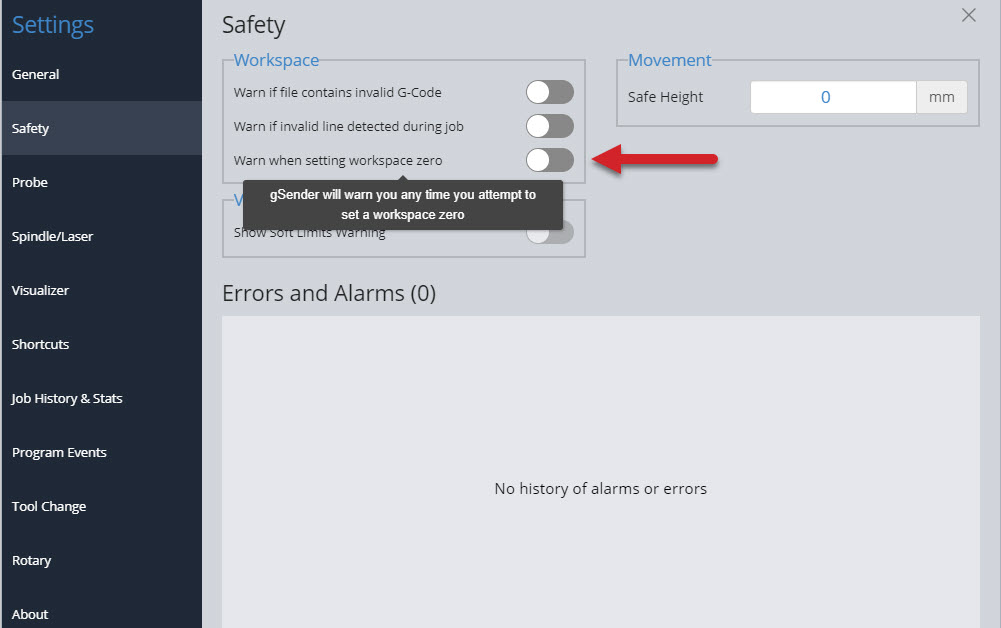 Settings
General
Safety
Probe
Spindle/Laser
Visualizer
Shortcuts
Job History & Stats
Program Events
Tool Change
Rotary
About
Safety
Workspace
Warn if file contains invalid G-Code
Warn if invalid line detected during job
Warn when setting workspace zero
gSender will warn you any time you attempt to
set a workspace zero
Show Soft Limits Warning
Movement
Safe Height
0
mm
Errors and Alarms (0)
No history of alarms or errors